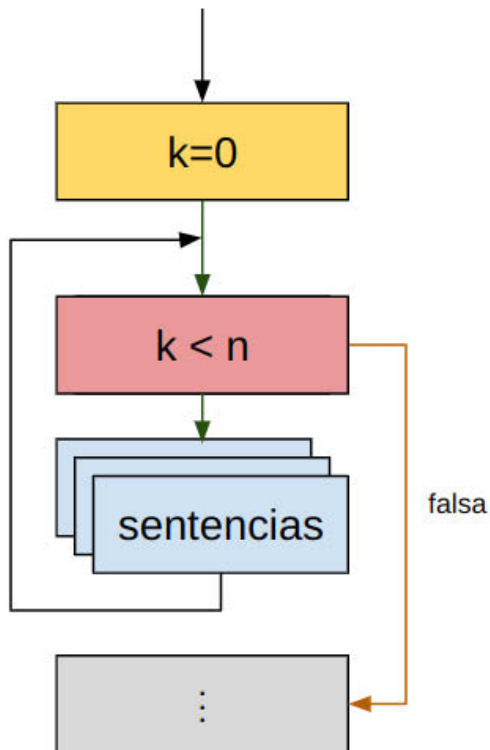 k=0
k < n
sentencias
falsa
⋮